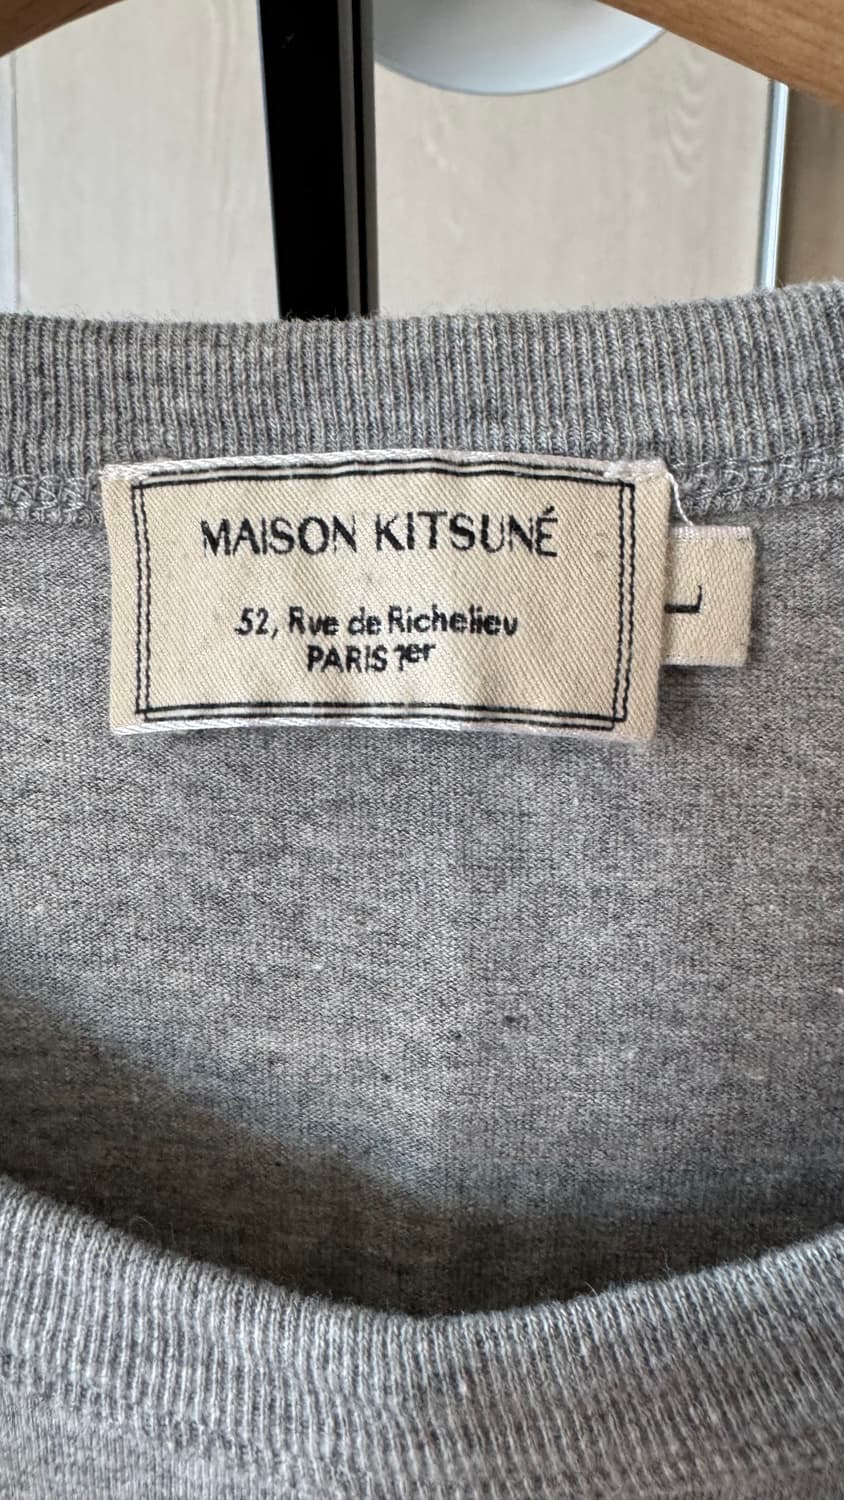 MAISON KITSUNÉ
52, Rue de Richelieu
PARIS 1er
L